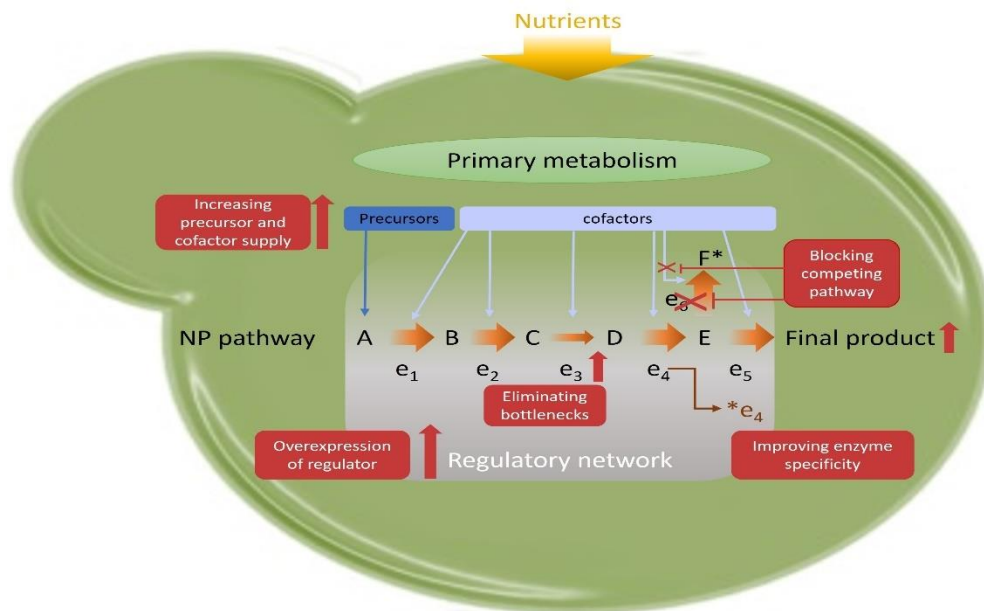 Nutrients
Primary metabolism
Increasing
precursor and
cofactor supply
Precursors
cofactors
F*
Blocking
competing
pathway
e6
NP pathway A B C D E Final product
e1 e2 e3 e4 e5
Eliminating
bottlenecks
*e4
Overexpression
of regulator
Regulatory network
Improving enzyme
specificity